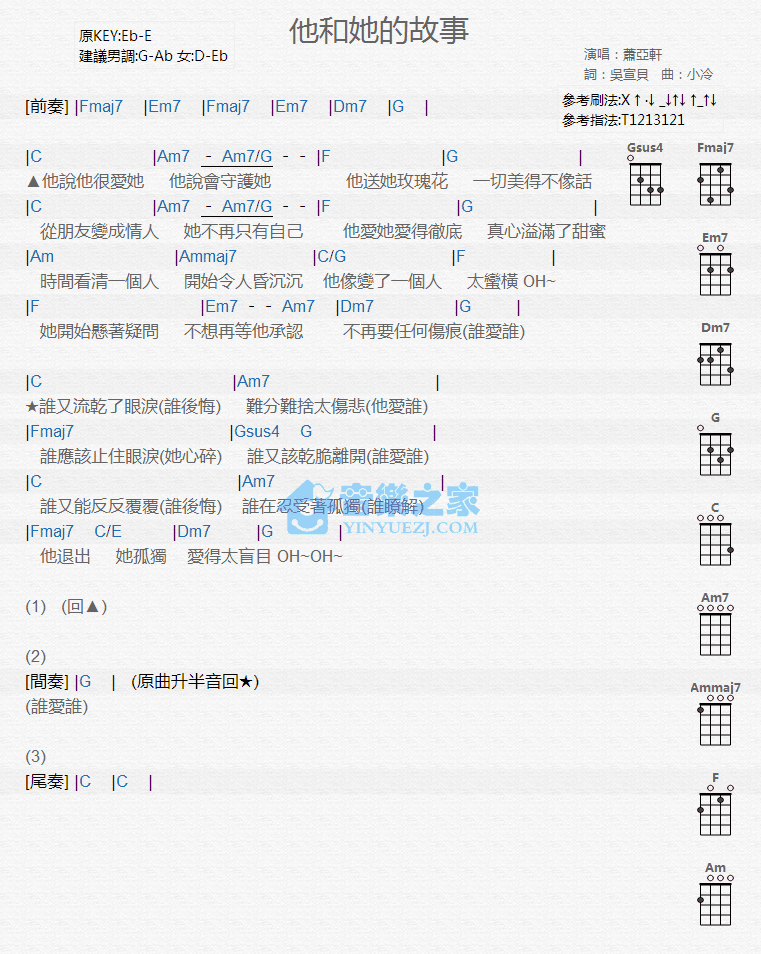 他和她的故事
原KEY:Eb-E
建議男調:G-Ab 女:D-Eb
演唱：蕭亞軒
詞：吳宣貝　曲：小冷
參考刷法:X↑·↓ _↓↑↓ ↑_↑↓
參考指法:T1213121
[前奏] |Fmaj7 |Em7 |Fmaj7 |Em7 |Dm7 |G |
|C |Am7 - Am7/G - - |F |G |
▲他說他很愛她 他說會守護她 他送她玫瑰花 一切美得不像話
|C |Am7 - Am7/G - - |F |G |
從朋友變成情人 她不再只有自己 他愛她愛得徹底 真心溢滿了甜蜜
|Am |Ammaj7 |C/G |F |
時間看清一個人 開始令人昏沉沉 他像變了一個人 太蠻橫 OH~
|F |Em7 - - Am7 |Dm7 |G |
她開始懸著疑問 不想再等他承認 不再要任何傷痕(誰愛誰)
|C |Am7 |
★誰又流乾了眼淚(誰後悔) 難分難捨太傷悲(他愛誰)
|Fmaj7 |Gsus4 G |
誰應該止住眼淚(她心碎) 誰又該乾脆離開(誰愛誰)
|C |Am7 |
誰又能反反覆覆(誰後悔) 誰在忍受著孤獨(誰瞭解)
|Fmaj7 C/E |Dm7 |G |
他退出 她孤獨 愛得太盲目 OH~OH~
(1) (回▲)
(2)
[間奏] |G | (原曲升半音回★)
(誰愛誰)
(3)
[尾奏] |C |C |
Gsus4 Fmaj7
Em7
Dm7
G
C
Am7
Ammaj7
F
Am
音樂之家
YINYUEZJ.COM